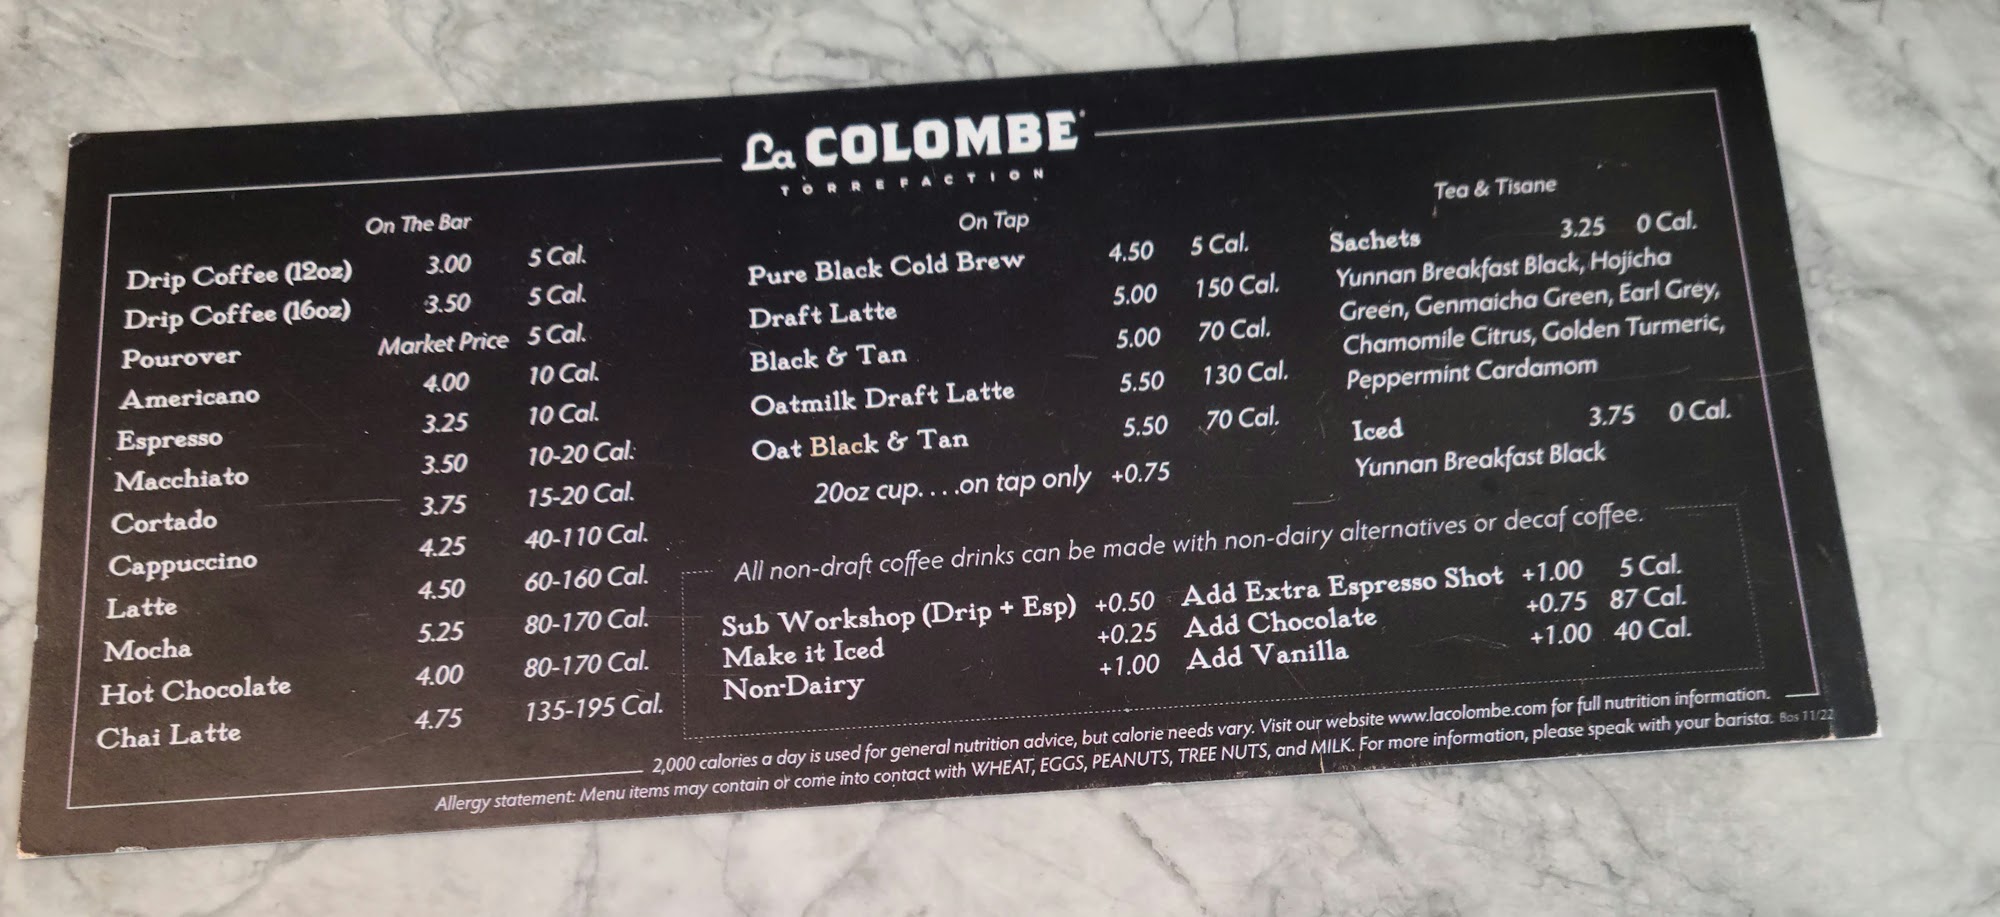 La COLOMBE
TORREFACTION
On The Bar
Drip Coffee (12oz) 3.00 5 Cal.
Drip Coffee (16oz) 3.50 5 Cal.
Pourover Market Price 5 Cal.
Americano 4.00 10 Cal.
Espresso 3.25 10 Cal.
Macchiato 3.50 10-20 Cal.
Cortado 3.75 15-20 Cal.
Cappuccino 4.25 40-110 Cal.
Latte 4.50 60-160 Cal.
Mocha 5.25 80-170 Cal.
Hot Chocolate 4.00 80-170 Cal.
Chai Latte 4.75 135-195 Cal.
On Tap
Pure Black Cold Brew 4.50 5 Cal.
Draft Latte 5.00 150 Cal.
Black & Tan 5.00 70 Cal.
Oatmilk Draft Latte 5.50 130 Cal.
Oat Black & Tan 5.50 70 Cal.
20oz cup. . . .on tap only +0.75
Tea & Tisane
Sachets 3.25 0 Cal.
Yunnan Breakfast Black, Hojicha
Green, Genmaicha Green, Earl Grey,
Chamomile Citrus, Golden Turmeric,
Peppermint Cardamom
Iced 3.75 0 Cal.
Yunnan Breakfast Black
All non-draft coffee drinks can be made with non-dairy alternatives or decaf coffee.
Sub Workshop (Drip + Esp) +0.50 Add Extra Espresso Shot +1.00 5 Cal.
Make it Iced +0.25 Add Chocolate +0.75 87 Cal.
Non-Dairy +1.00 Add Vanilla +1.00 40 Cal.
2,000 calories a day is used for general nutrition advice, but calorie needs vary. Visit our website www.lacolombe.com for full nutrition information.
Allergy statement: Menu items may contain or come into contact with WHEAT, EGGS, PEANUTS, TREE NUTS, and MILK. For more information, please speak with your barista. Bos 11/22